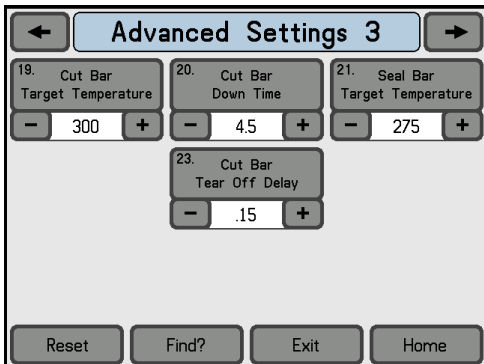 Advanced Settings 3
19. Cut Bar
Target Temperature
20. Cut Bar
Down Time
21. Seal Bar
Target Temperature
− 300 +
− 4.5 +
− 275 +
23. Cut Bar
Tear Off Delay
− .15 +
Reset
Find?
Exit
Home